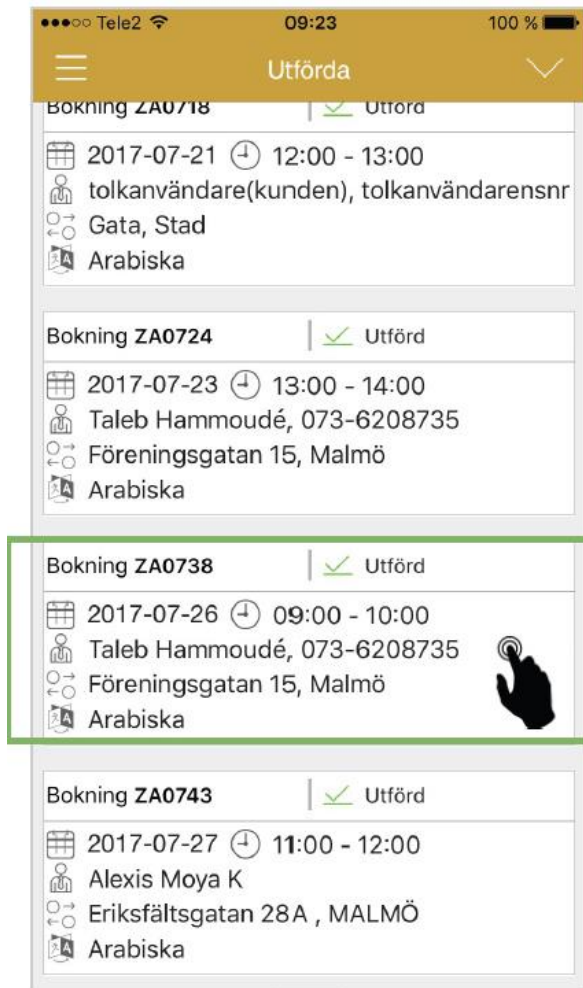 Tele2 09:23 100 %
Utförda
Bokning ZA0718 Utförd
2017-07-21 12:00 - 13:00
tolkanvändare(kunden), tolkanvändarensnr
Gata, Stad
Arabiska
Bokning ZA0724 Utförd
2017-07-23 13:00 - 14:00
Taleb Hammoudé, 073-6208735
Föreningsgatan 15, Malmö
Arabiska
Bokning ZA0738 Utförd
2017-07-26 09:00 - 10:00
Taleb Hammoudé, 073-6208735
Föreningsgatan 15, Malmö
Arabiska
Bokning ZA0743 Utförd
2017-07-27 11:00 - 12:00
Alexis Moya K
Eriksfältsgatan 28A , MALMÖ
Arabiska